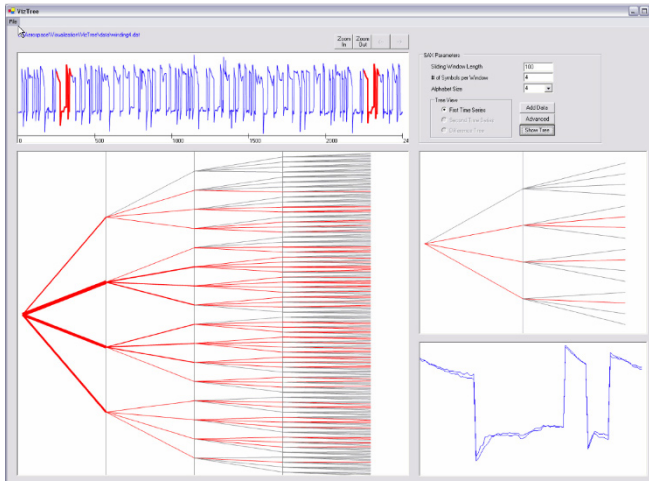 VizTree
File
Zoom In
Zoom Out
SAX Parameters
Sliding Window Length 100
# of Symbols per Window 4
Alphabet Size 4
Tree View
First Time Series
Second Time Series
Difference Tree
Add Data
Advanced
Show Tree
0 500 1000 1500 2000 24